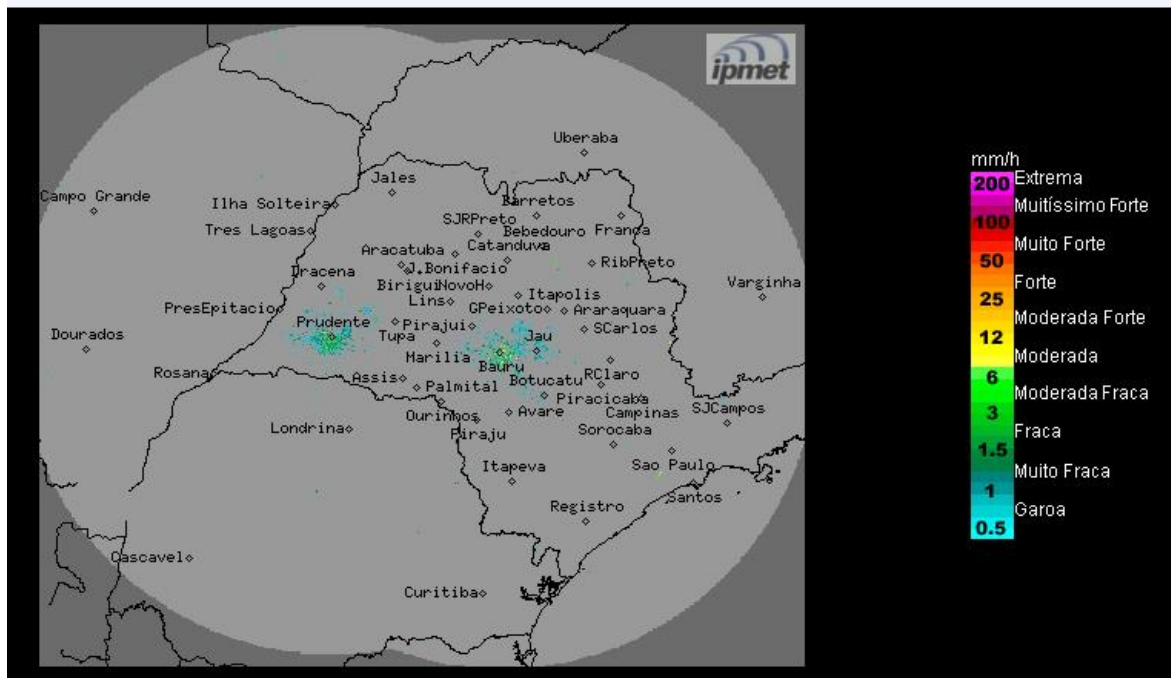 ipmet
Uberaba
Jales
Campo Grande
Ilha Solteira
Barretos
SJRPreto
Tres Lagoas
Bebedouro
Franca
Catanduva
Aracatuba
J.Bonifacio
RibPreto
Dracena
Birigui
NovoH
Varginha
Itapolis
Lins
PresEpitacio
GPeixoto
Araraquara
Prudente
Pirajui
SCarlos
Dourados
Tupa
Jau
Marilia
Bauru
Rosana
Assis
RClaro
Botucatu
Palmital
Piracicaba
Ourinhos
Avare
Campinas
SJCampos
Londrina
Piraju
Sorocaba
Itapeva
Sao Paulo
Santos
Registro
Cascavel
Curitiba
mm/h
200 Extrema
Muitíssimo Forte
100
Muito Forte
50
Forte
25
Moderada Forte
12
Moderada
6
Moderada Fraca
3
Fraca
1.5
Muito Fraca
1
Garoa
0.5